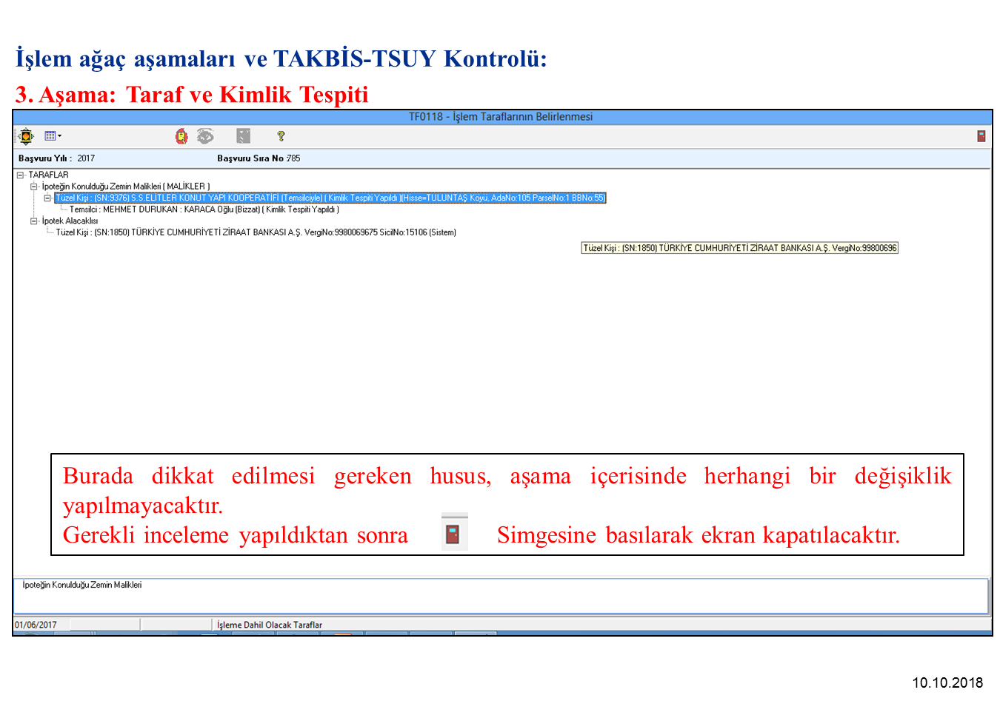 İşlem ağaç aşamaları ve TAKBİS-TSUY Kontrolü:
3. Aşama: Taraf ve Kimlik Tespiti
TF0118 - İşlem Taraflarının Belirlenmesi
Başvuru Yılı : 2017 Başvuru Sıra No 785
TARAFLAR
İpoteğin Konulduğu Zemin Malikleri ( MALİKLER )
Tüzel Kişi : (SN:9376) S.S.ELİTLER KONUT YAPI KOOPERATİFİ (Temsilciyle) ( Kimlik Tespiti Yapıldı )(Hisse=TULUNTAŞ Köyü, AdaNo:105 ParselNo:1 BBNo:55)
Temsilci : MEHMET DURUKAN : KARACA Oğlu (Bizzat) ( Kimlik Tespiti Yapıldı )
İpotek Alacaklısı
Tüzel Kişi : (SN:1850) TÜRKİYE CUMHURİYETİ ZİRAAT BANKASI A.Ş. VergiNo:9980069675 SicilNo:15106 (Sistem)
Tüzel Kişi : (SN:1850) TÜRKİYE CUMHURİYETİ ZİRAAT BANKASI A.Ş. VergiNo:99800696
Burada dikkat edilmesi gereken husus, aşama içerisinde herhangi bir değişiklik
yapılmayacaktır.
Gerekli inceleme yapıldıktan sonra Simgesine basılarak ekran kapatılacaktır.
İpoteğin Konulduğu Zemin Malikleri
01/06/2017 İşleme Dahil Olacak Taraflar
10.10.2018